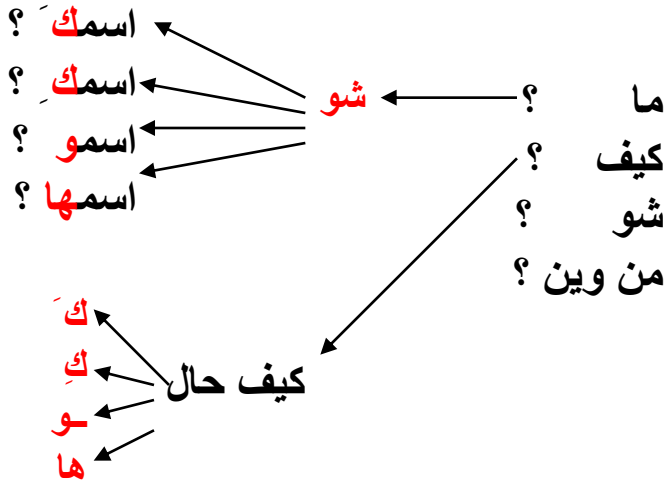 ما ؟
كيف ؟
شو ؟
من وين ؟
شو
اسمكَ ؟
اسمكِ ؟
اسمو ؟
اسمها ؟
كيف حال
كَ
كِ
ـو
ها